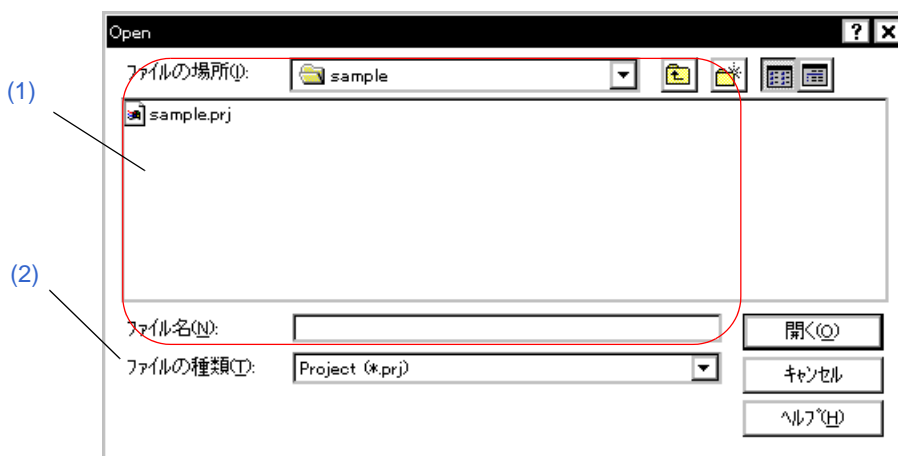 Open
(1)
ファイルの場所(I):
sample
sample.prj
(2)
ファイル名(N):
開く(O)
ファイルの種類(T):
Project (*.prj)
キャンセル
ヘルプ(H)